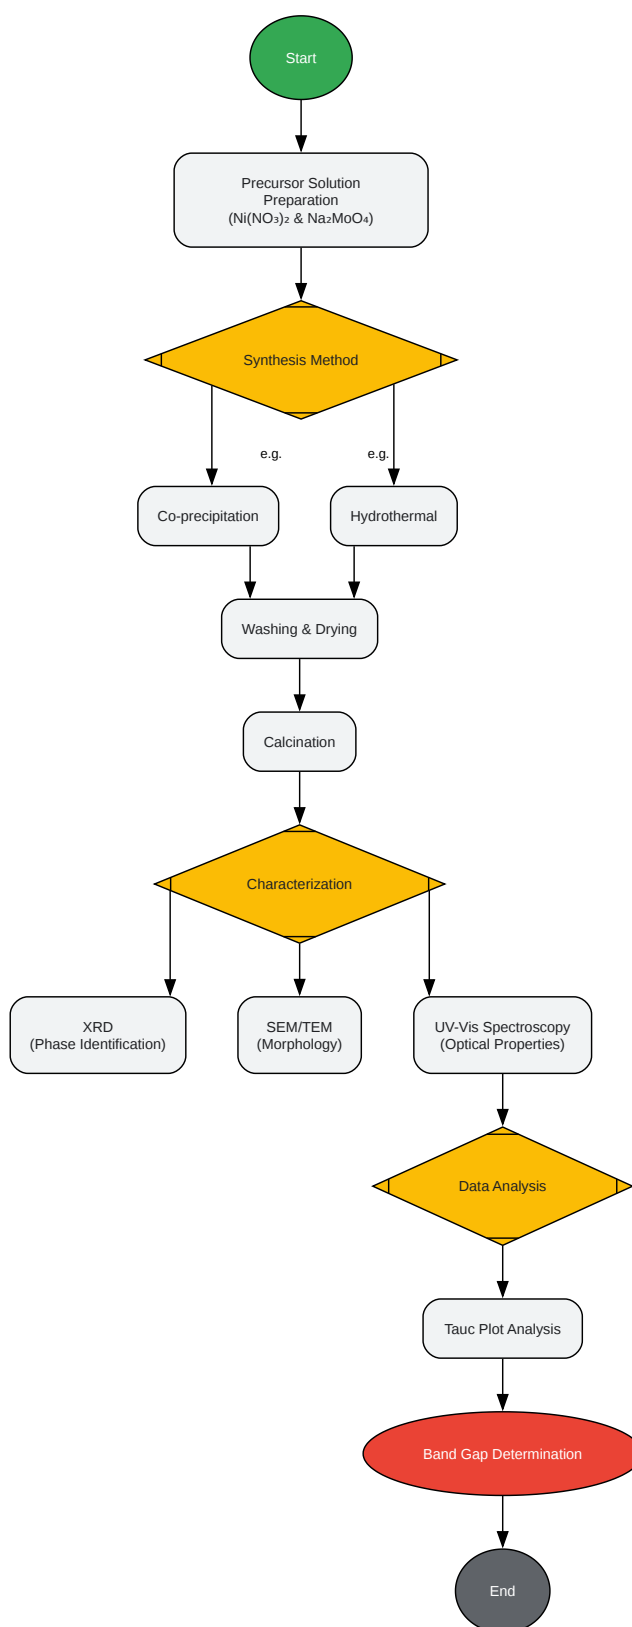 Start
Precursor Solution
Preparation
(Ni(NO₃)₂ & Na₂MoO₄)
Synthesis Method
e.g.
e.g.
Co-precipitation
Hydrothermal
Washing & Drying
Calcination
Characterization
XRD
(Phase Identification)
SEM/TEM
(Morphology)
UV-Vis Spectroscopy
(Optical Properties)
Data Analysis
Tauc Plot Analysis
Band Gap Determination
End